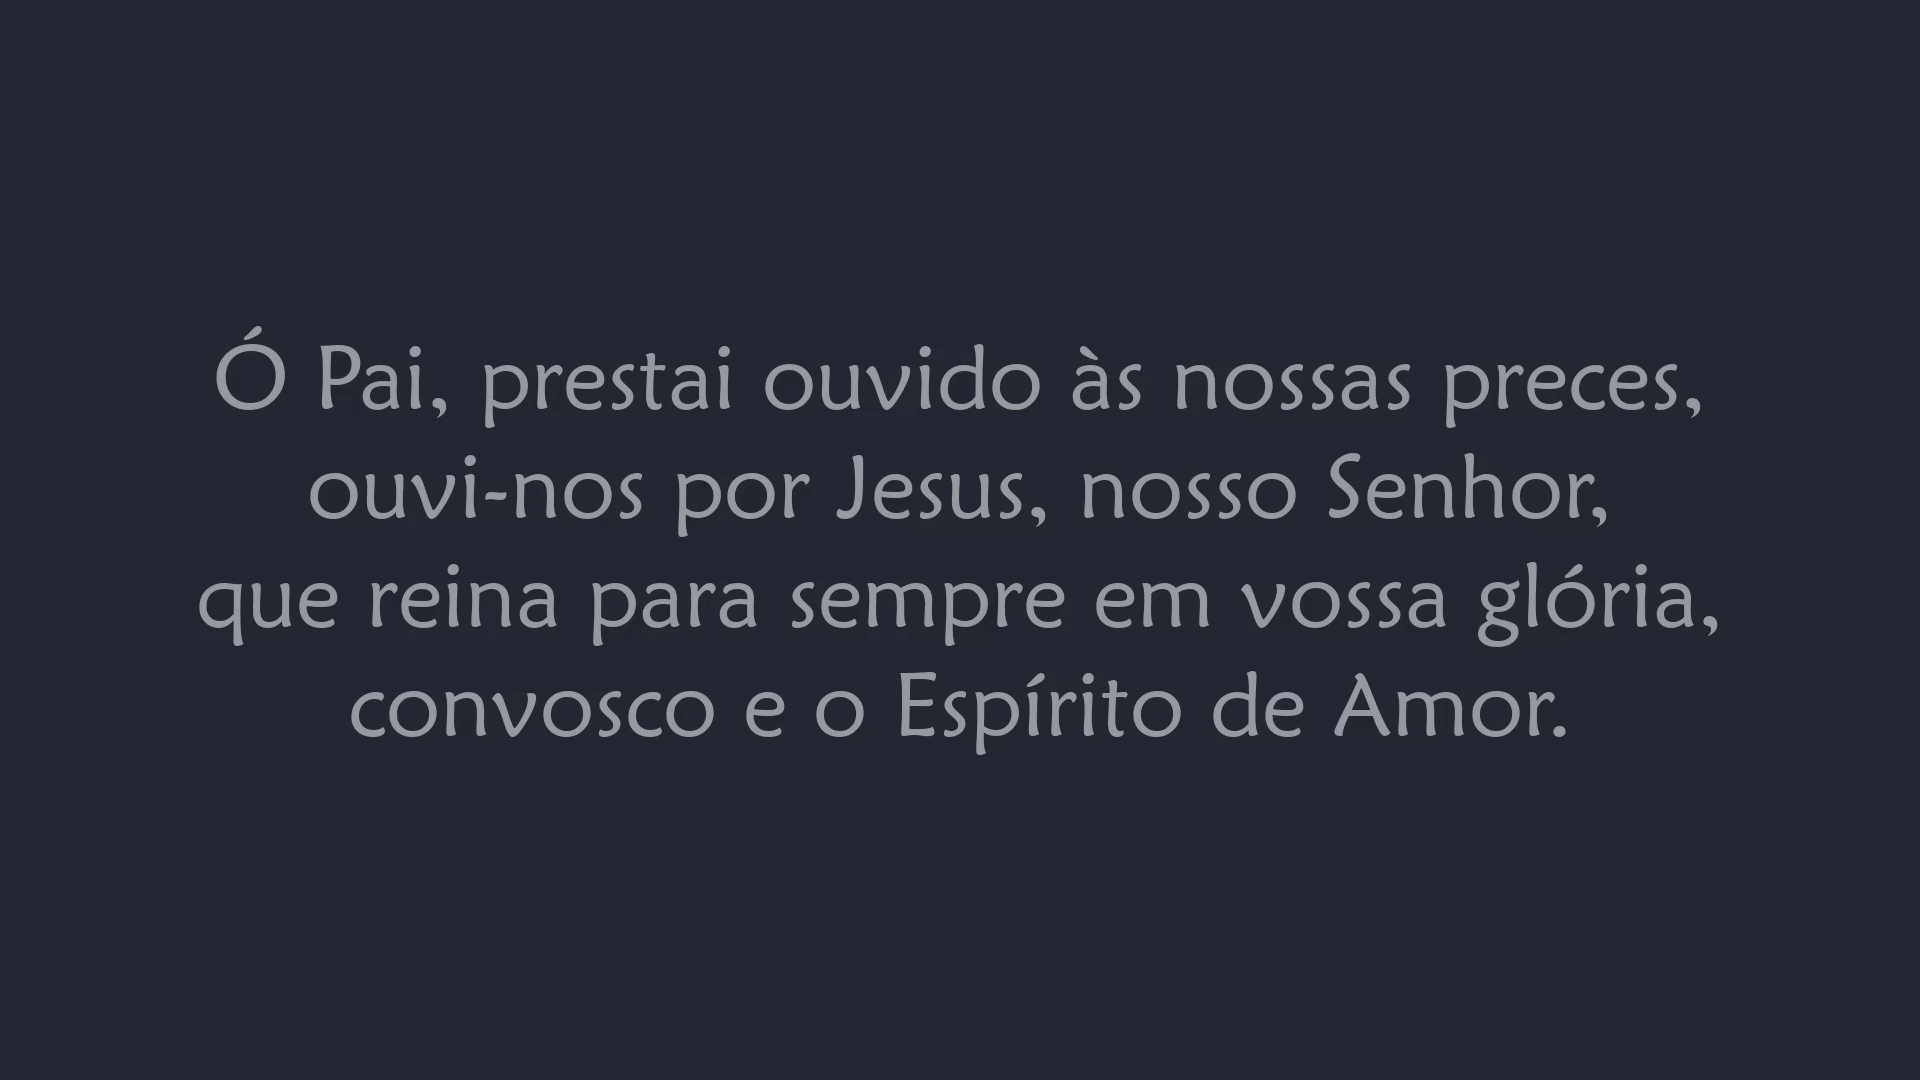 Ó Pai, prestai ouvido às nossas preces,
ouvi-nos por Jesus, nosso Senhor,
que reina para sempre em vossa glória,
convosco e o Espírito de Amor.